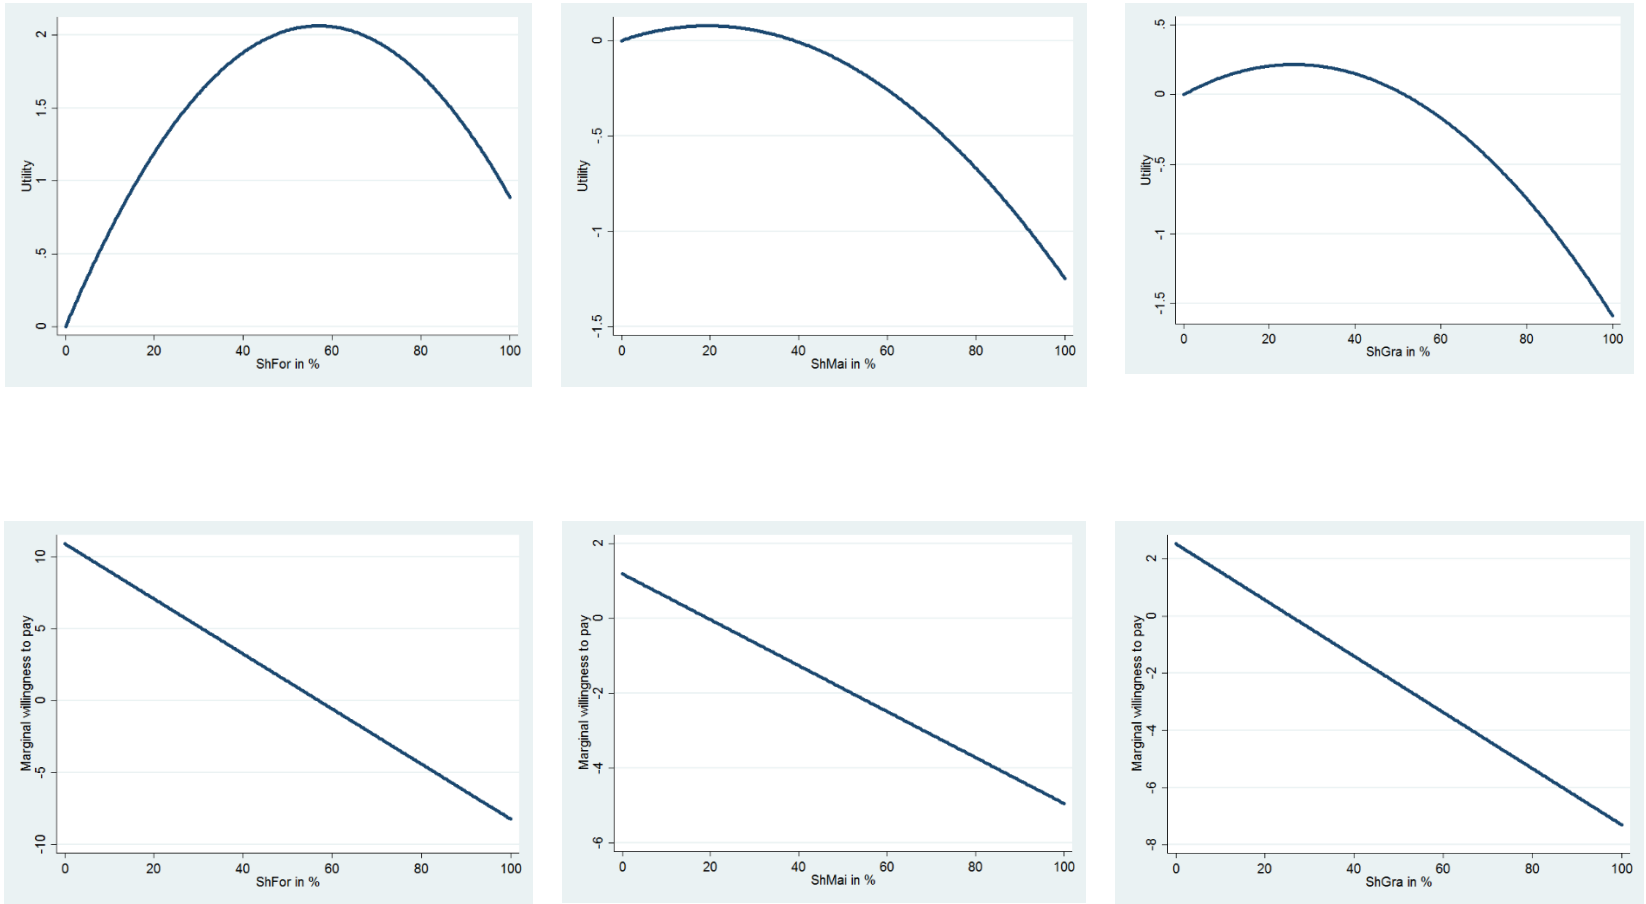 Utility
2
1.5
1
.5
0
0 20 40 60 80 100
ShFor in %
Utility
0
-.5
-1
-1.5
0 20 40 60 80 100
ShMai in %
Utility
.5
0
-.5
-1
-1.5
0 20 40 60 80 100
ShGra in %
Marginal willingness to pay
10
5
0
-5
-10
0 20 40 60 80 100
ShFor in %
Marginal willingness to pay
2
0
-2
-4
-6
0 20 40 60 80 100
ShMai in %
Marginal willingness to pay
2
0
-2
-4
-6
-8
0 20 40 60 80 100
ShGra in %